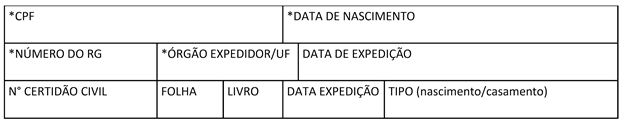 *CPF *DATA DE NASCIMENTO
*NÚMERO DO RG *ÓRGÃO EXPEDIDOR/UF DATA DE EXPEDIÇÃO
N° CERTIDÃO CIVIL FOLHA LIVRO DATA EXPEDIÇÃO TIPO (nascimento/casamento)